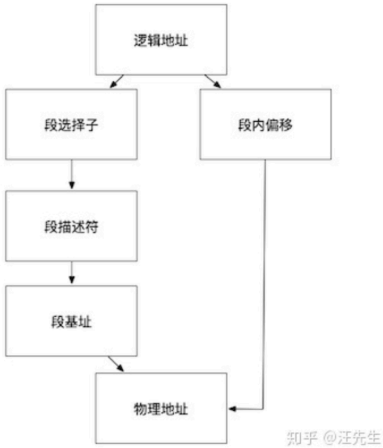 逻辑地址
段选择子
段内偏移
段描述符
段基址
物理地址
知乎 @汪先生